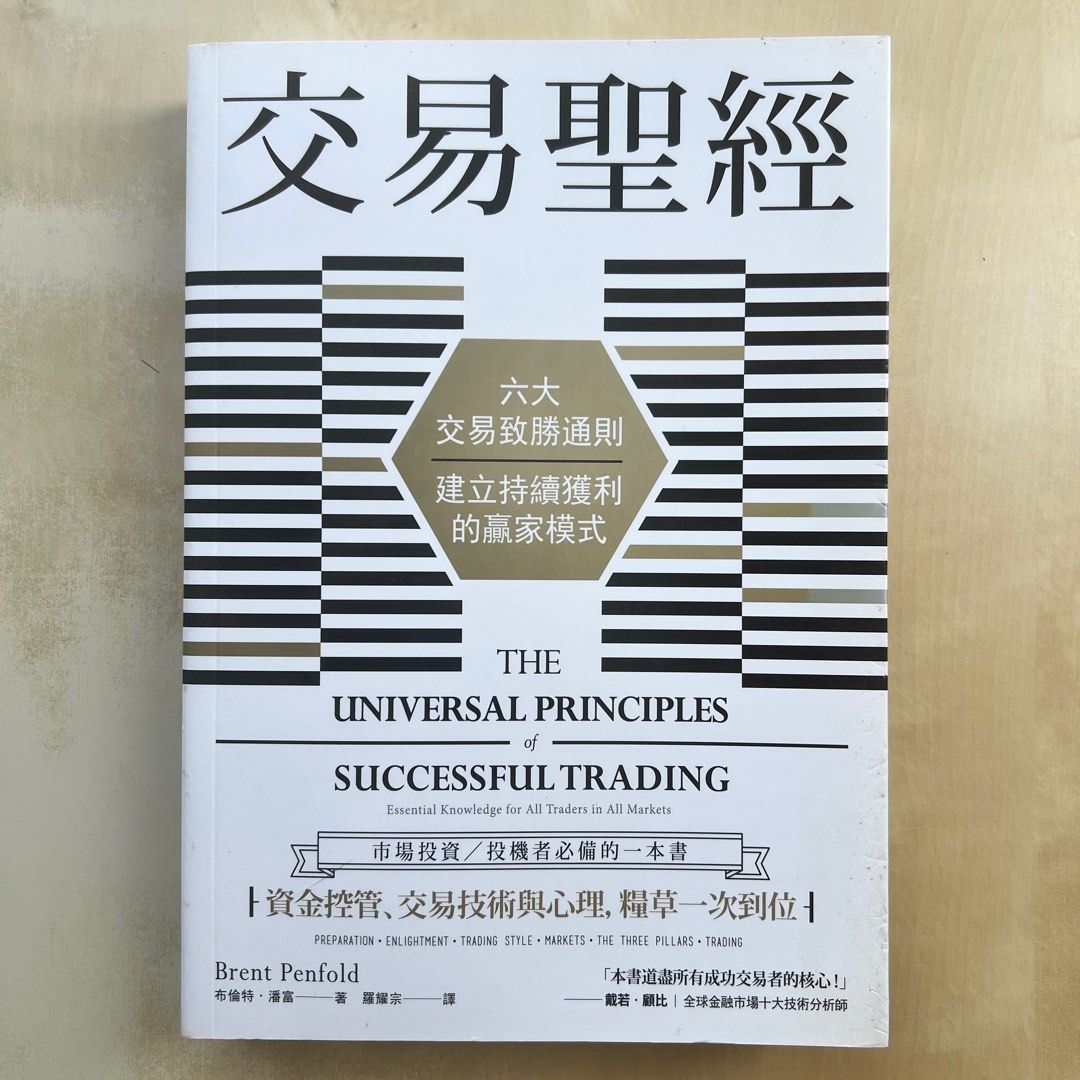 交易聖經
六大
交易致勝通則
建立持續獲利
的贏家模式
THE
UNIVERSAL PRINCIPLES
of
SUCCESSFUL TRADING
Essential Knowledge for All Traders in All Markets
市場投資／投機者必備的一本書
資金控管、交易技術與心理，糧草一次到位
PREPARATION • ENLIGHTMENT • TRADING STYLE • MARKETS • THE THREE PILLARS • TRADING
Brent Penfold
布倫特・潘富——著 羅耀宗——譯
「本書道盡所有成功交易者的核心！」
——戴若・顧比｜全球金融市場十大技術分析師